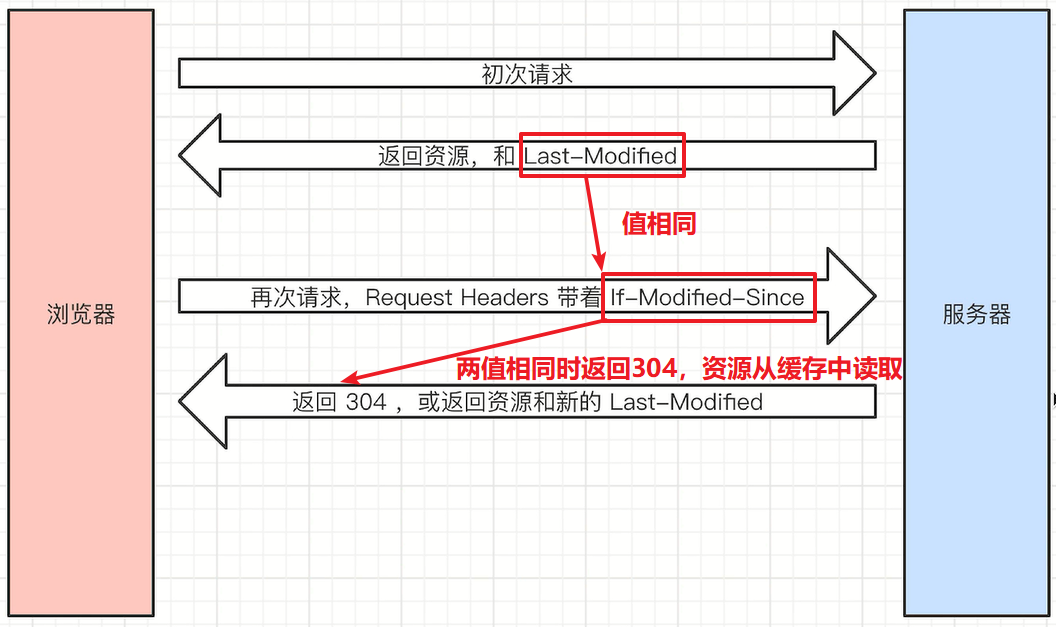 初次请求
返回资源，和 Last-Modified
值相同
浏览器
再次请求，Request Headers 带着 If-Modified-Since
服务器
两值相同时返回304，资源从缓存中读取
返回 304 ，或返回资源和新的 Last-Modified